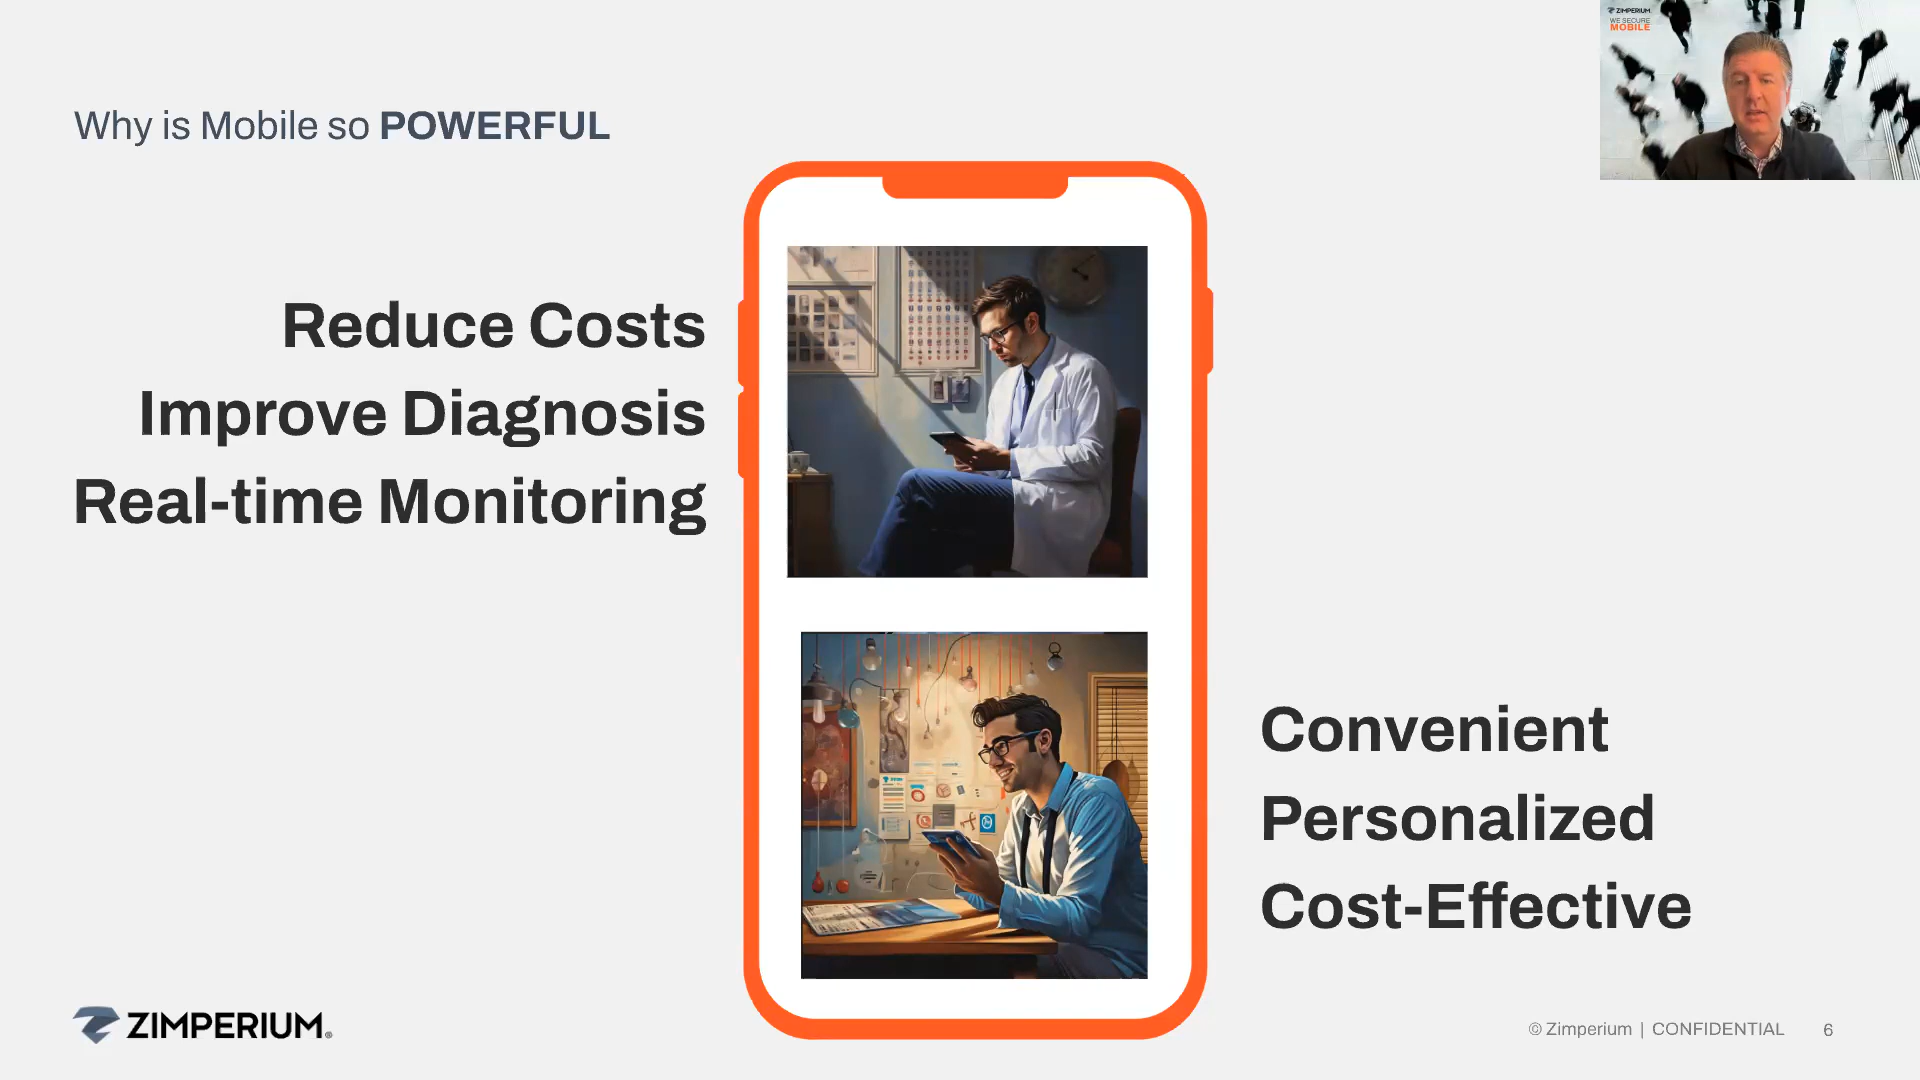 ZIMPERIUM
WE SECURE
MOBILE
Why is Mobile so POWERFUL
Reduce Costs
Improve Diagnosis
Real-time Monitoring
Convenient
Personalized
Cost-Effective
ZIMPERIUM®
© Zimperium | CONFIDENTIAL 6